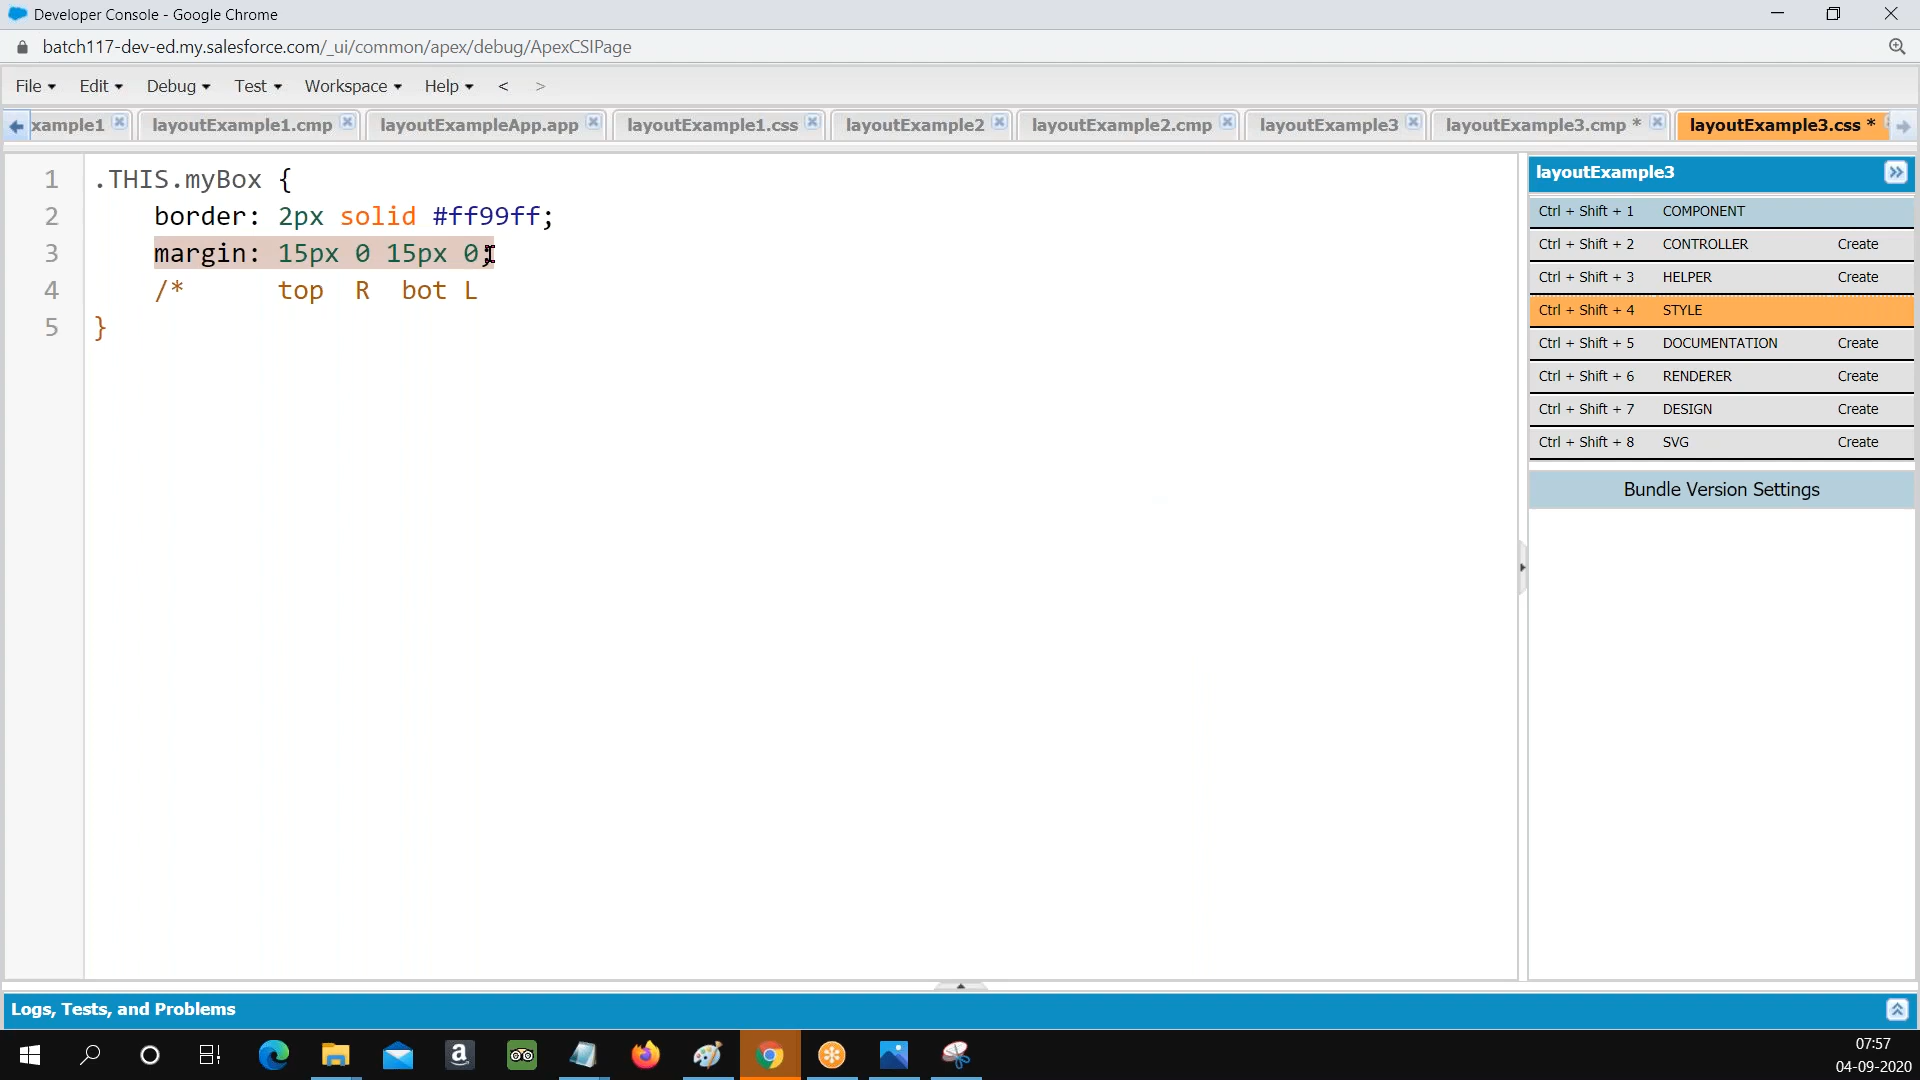 Developer Console - Google Chrome
batch117-dev-ed.my.salesforce.com/_ui/common/apex/debug/ApexCSIPage
File Edit Debug Test Workspace Help < >
xample1 layoutExample1.cmp layoutExampleApp.app layoutExample1.css layoutExample2 layoutExample2.cmp layoutExample3 layoutExample3.cmp * layoutExample3.css *
1 .THIS.myBox {
2 border: 2px solid #ff99ff;
3 margin: 15px 0 15px 0;
4 /* top R bot L
5 }
layoutExample3
Ctrl + Shift + 1 COMPONENT
Ctrl + Shift + 2 CONTROLLER Create
Ctrl + Shift + 3 HELPER Create
Ctrl + Shift + 4 STYLE
Ctrl + Shift + 5 DOCUMENTATION Create
Ctrl + Shift + 6 RENDERER Create
Ctrl + Shift + 7 DESIGN Create
Ctrl + Shift + 8 SVG Create
Bundle Version Settings
Logs, Tests, and Problems
07:57
04-09-2020